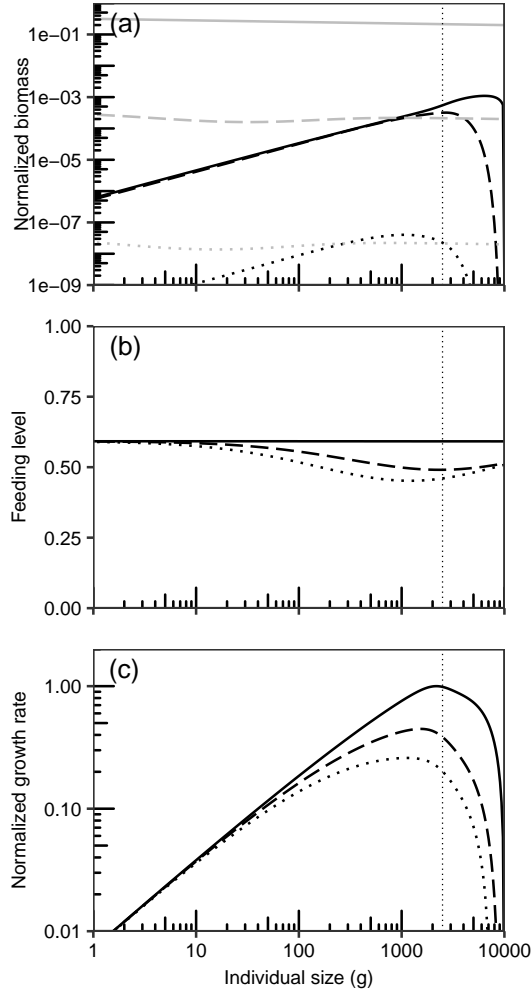 (a)
Normalized biomass
1e−01
1e−03
1e−05
1e−07
1e−09
(b)
Feeding level
1.00
0.75
0.50
0.25
0.00
(c)
Normalized growth rate
1.00
0.10
0.01
1 10 100 1000 10000
Individual size (g)